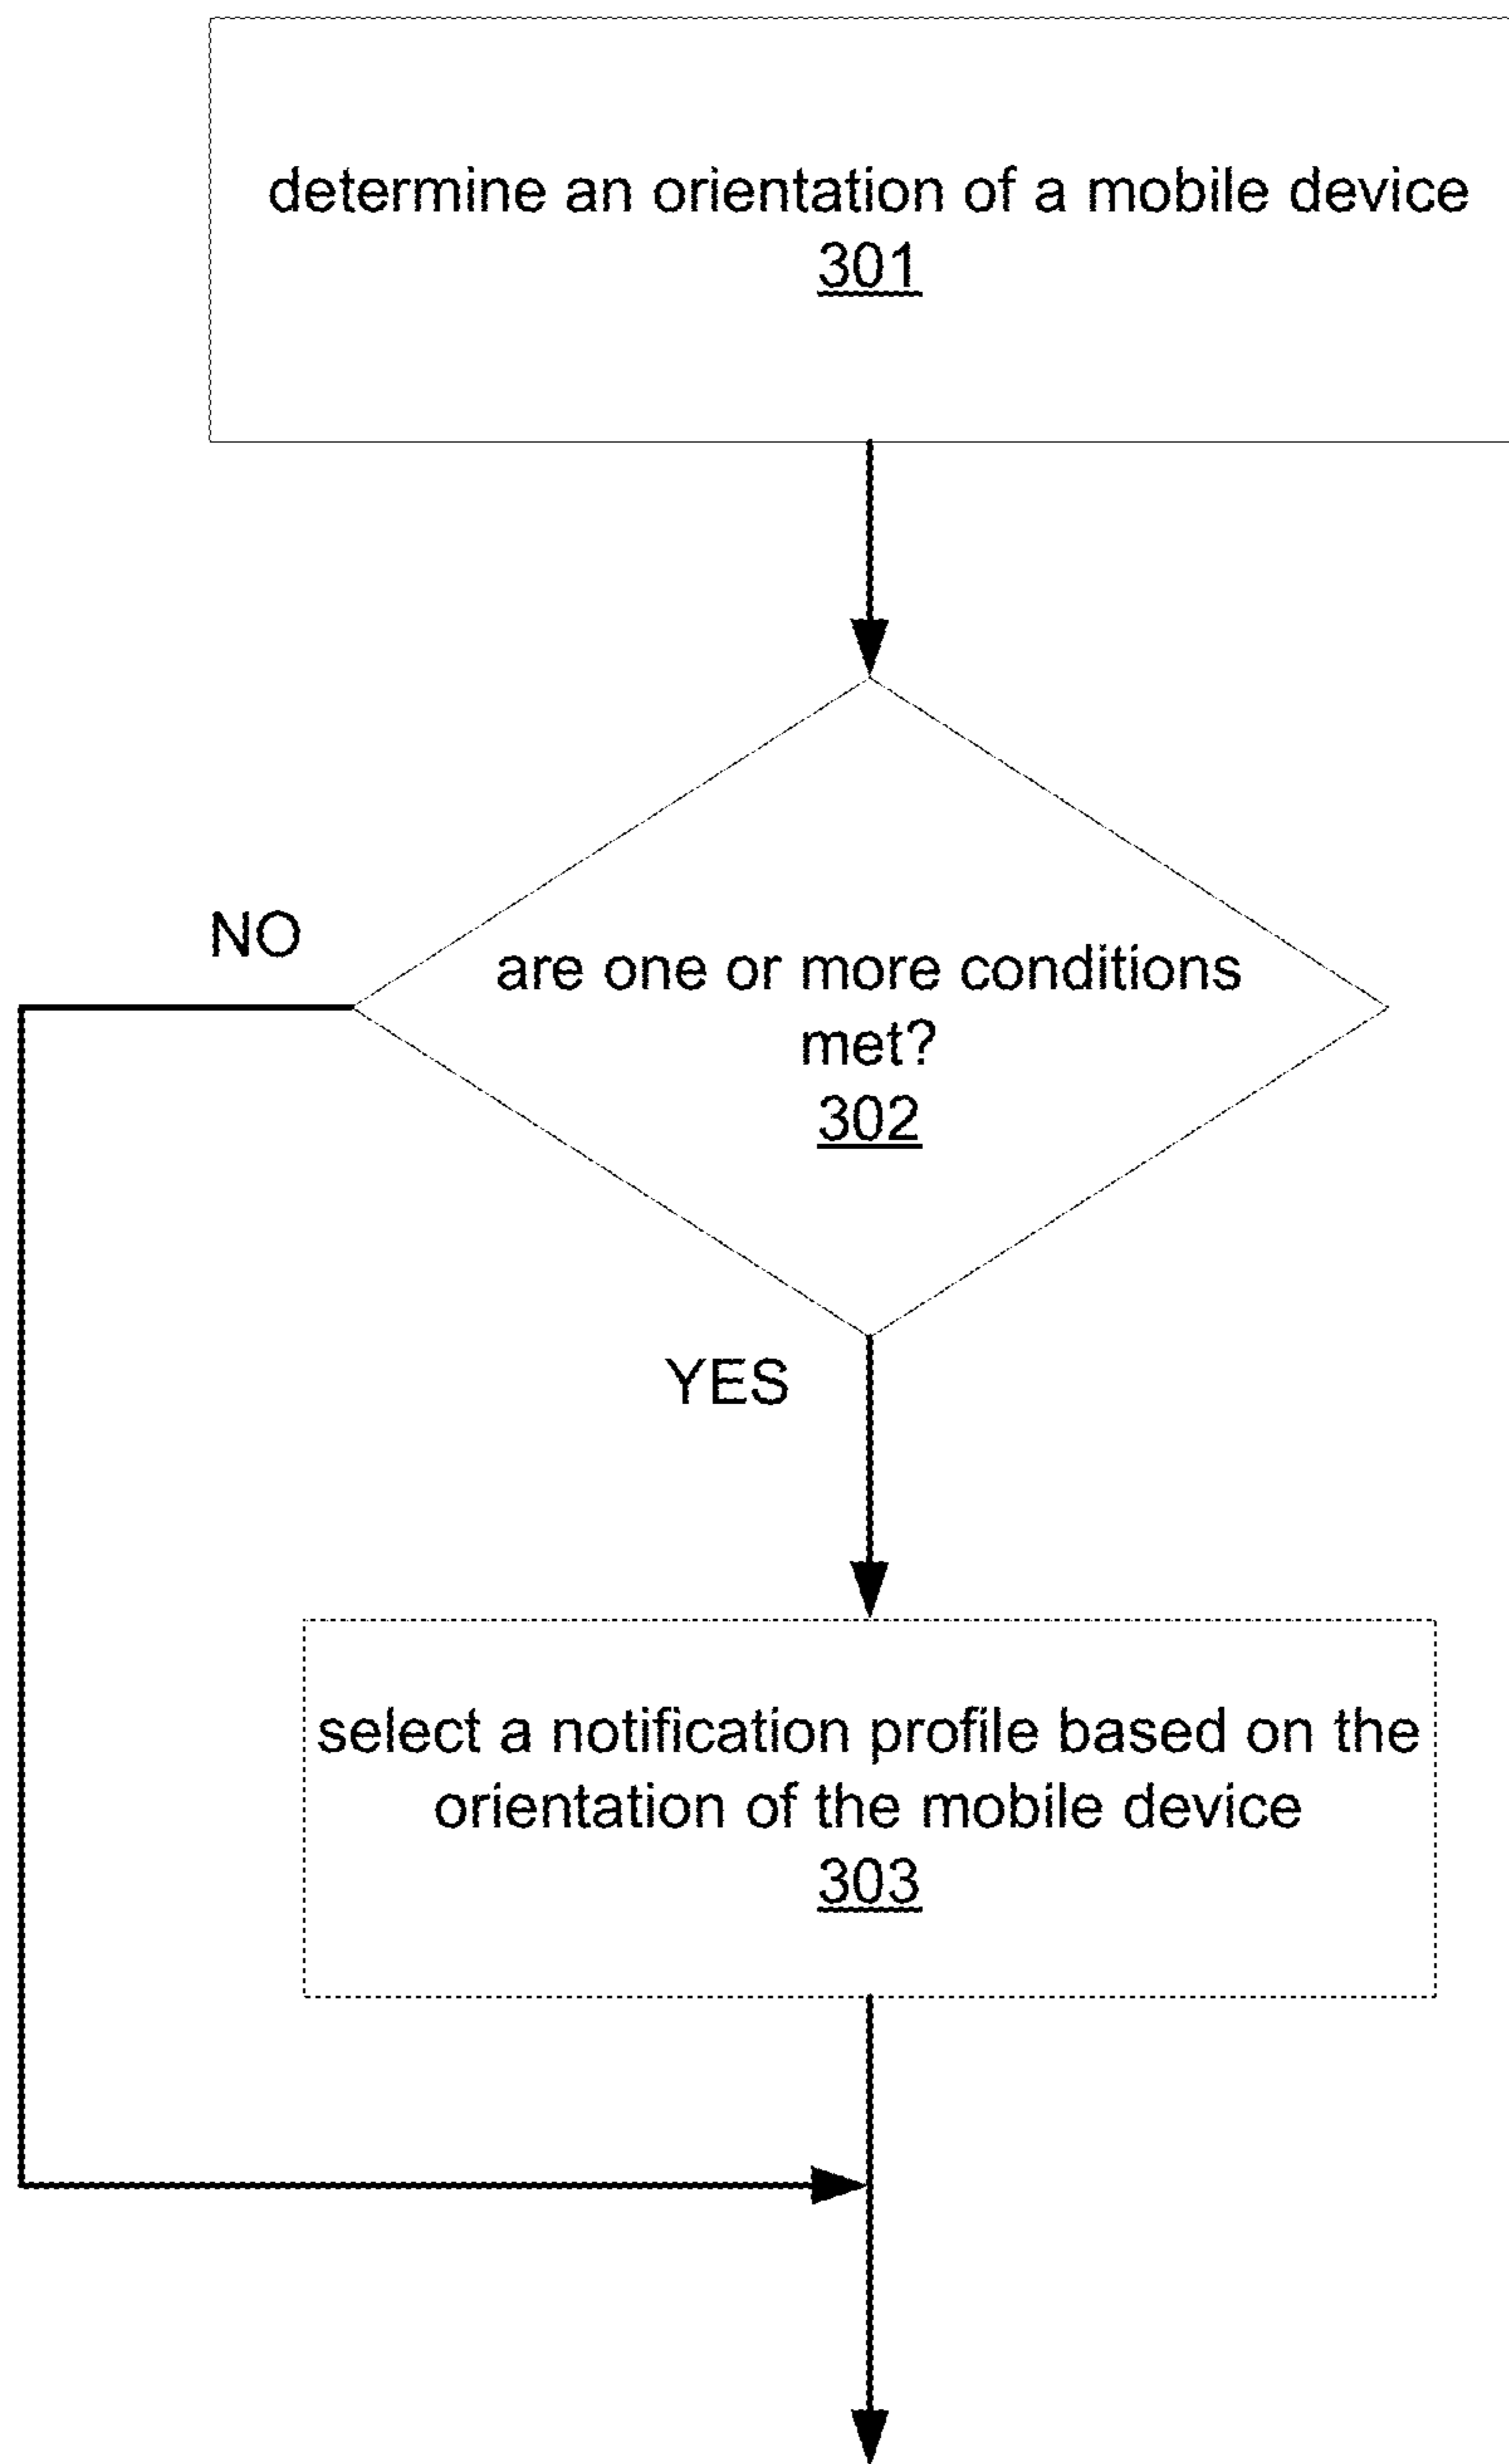 determine an orientation of a mobile device
301
NO
are one or more conditions
met?
302
YES
select a notification profile based on the
orientation of the mobile device
303